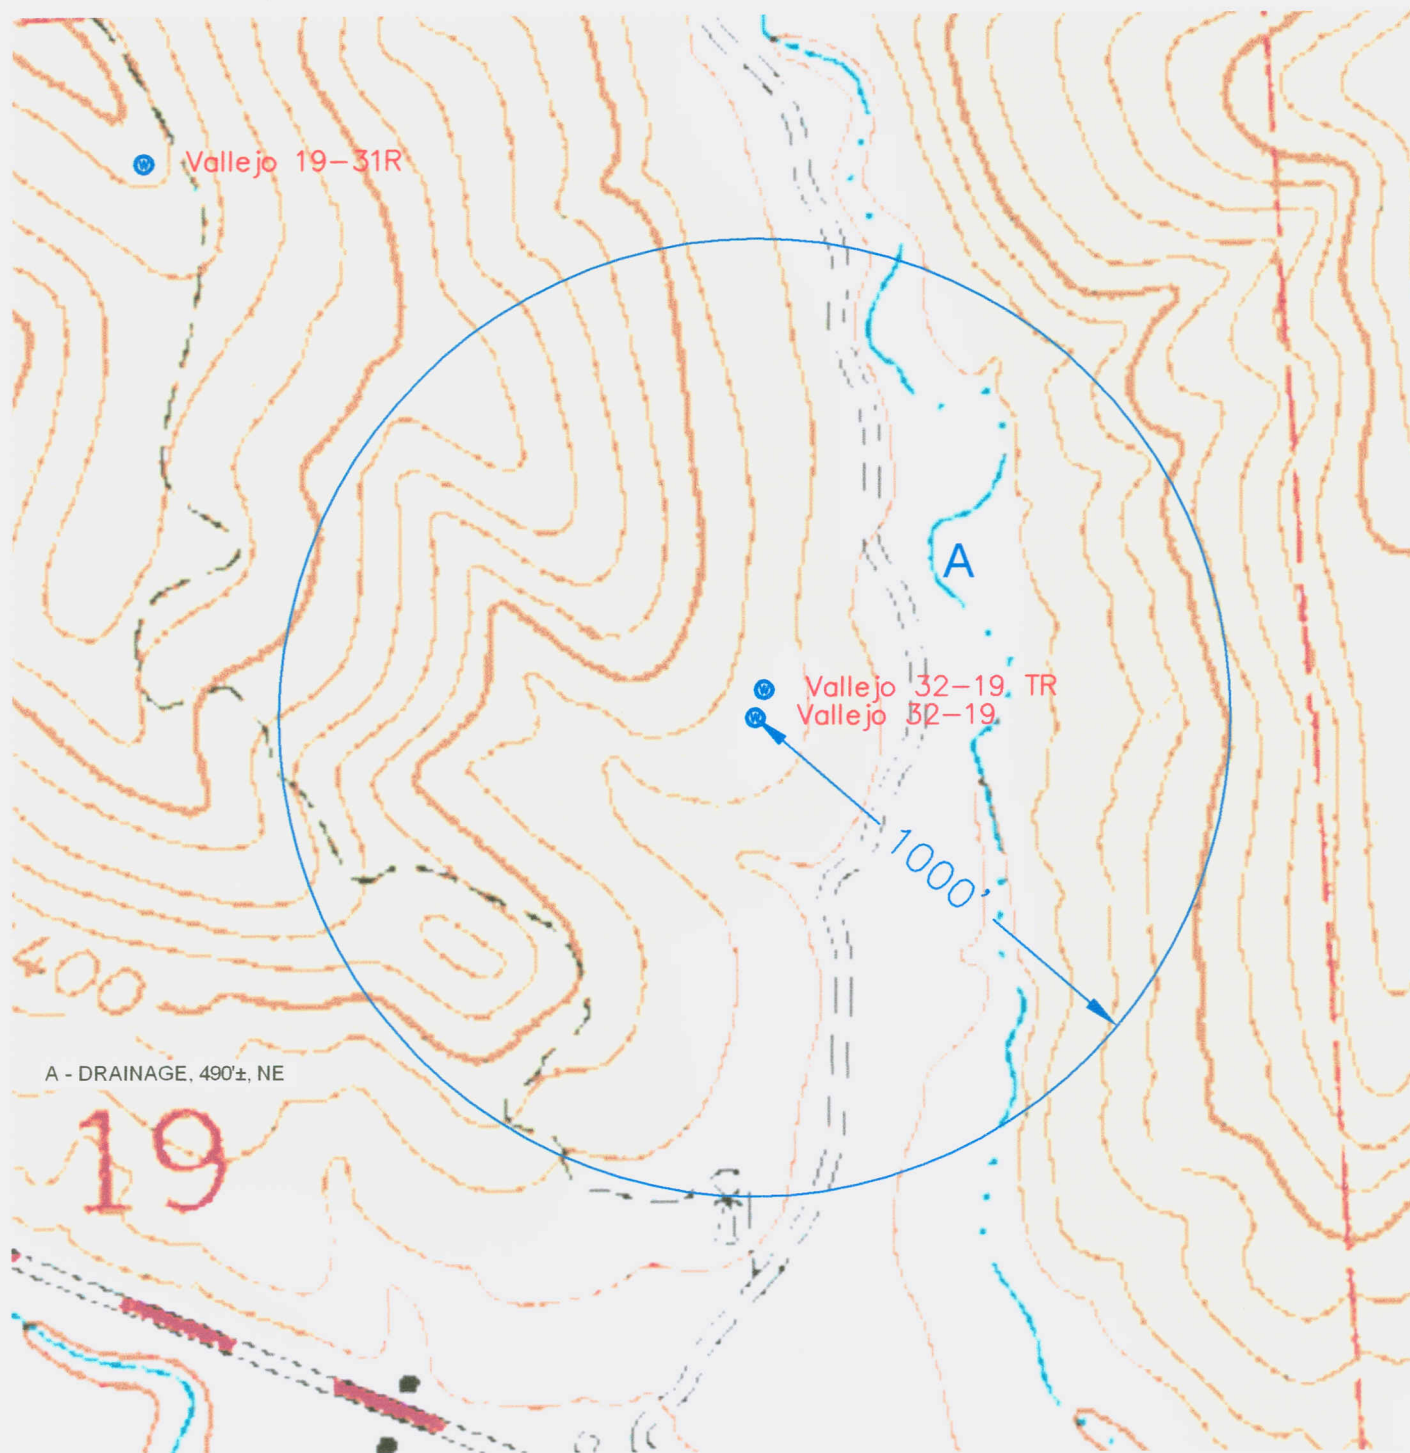 Vallejo 19-31R
A
Vallejo 32-19 TR
Vallejo 32-19
1000'
400
A - DRAINAGE, 490'±, NE
19